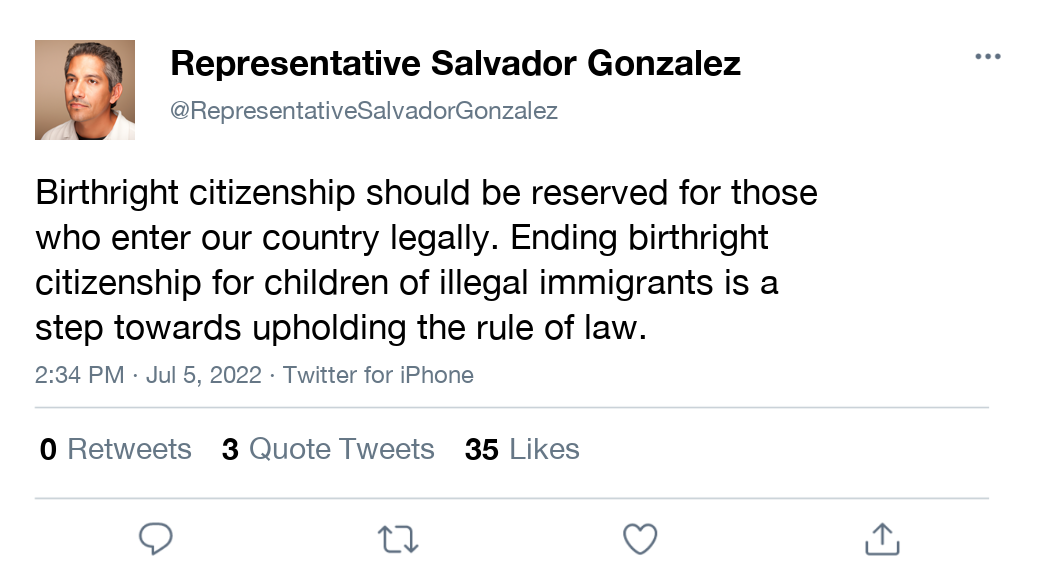 Representative Salvador Gonzalez
@RepresentativeSalvadorGonzalez
Birthright citizenship should be reserved for those
who enter our country legally. Ending birthright
citizenship for children of illegal immigrants is a
step towards upholding the rule of law.
2:34 PM · Jul 5, 2022 · Twitter for iPhone
0 Retweets 3 Quote Tweets 35 Likes